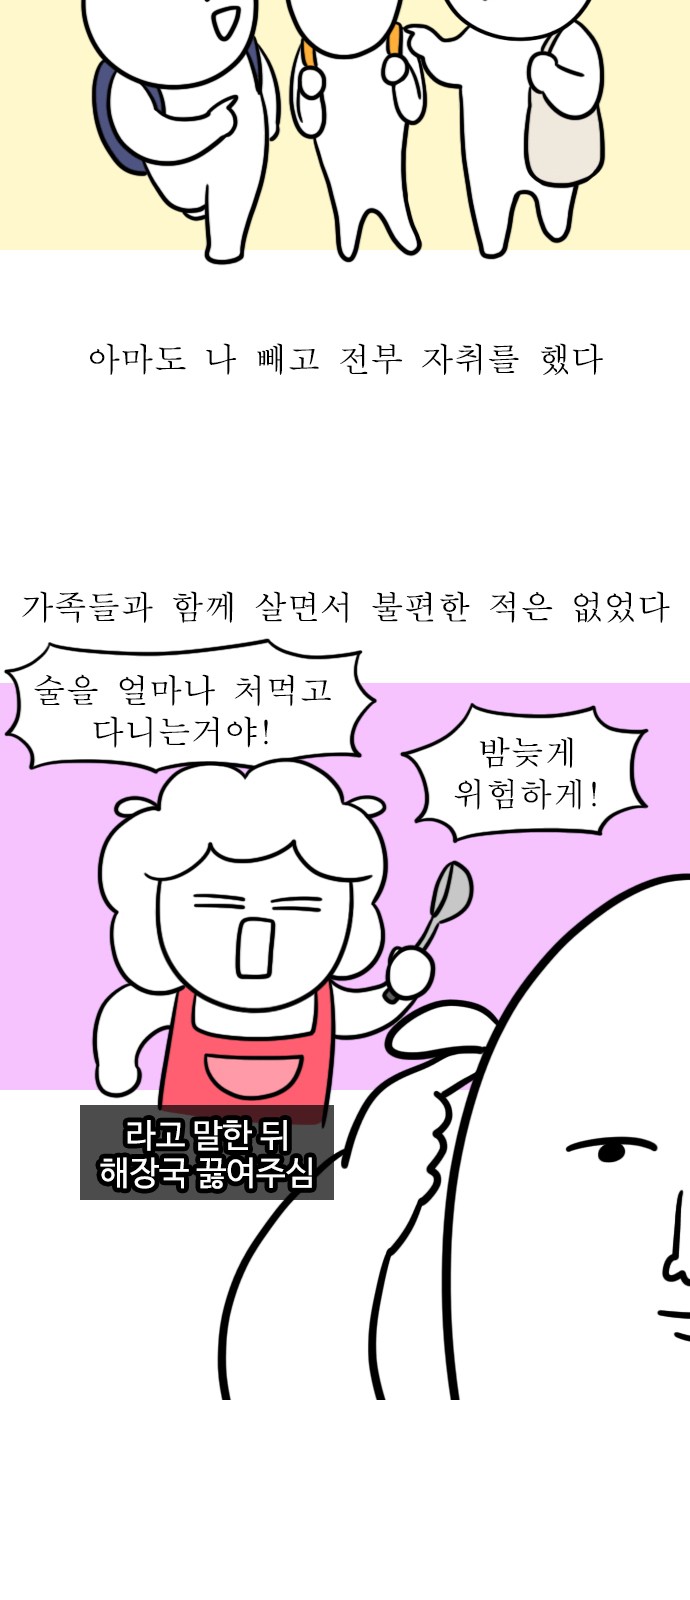 아마도 나 빼고 전부 자취를 했다
가족들과 함께 살면서 불편한 적은 없었다
술을 얼마나 처먹고
다니는거야!
밤늦게
위험하게!
라고 말한 뒤
해장국 끓여주심